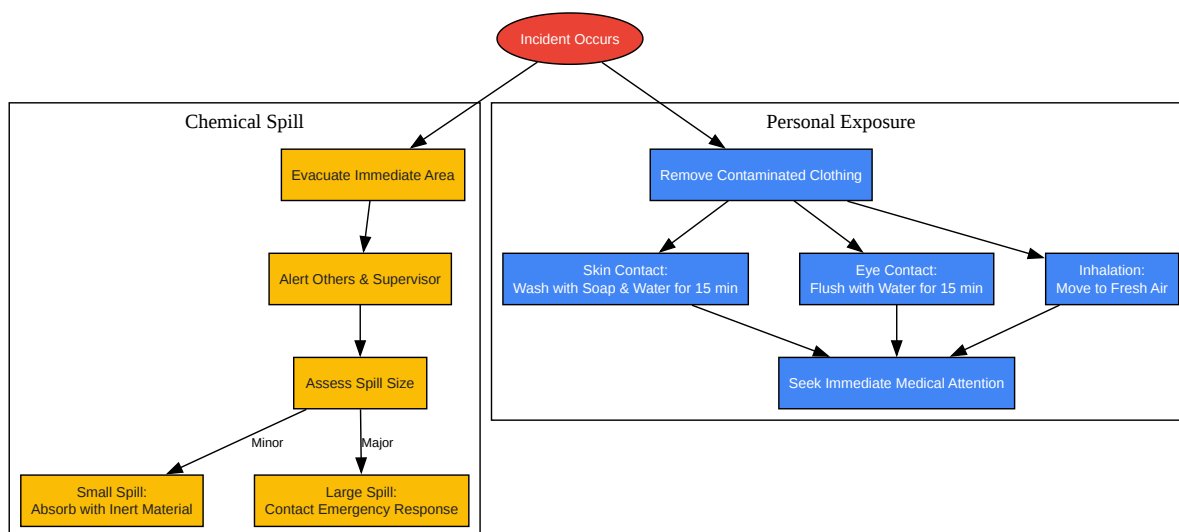 Incident Occurs
Chemical Spill
Evacuate Immediate Area
Alert Others & Supervisor
Assess Spill Size
Minor
Major
Small Spill:
Absorb with Inert Material
Large Spill:
Contact Emergency Response
Personal Exposure
Remove Contaminated Clothing
Skin Contact:
Wash with Soap & Water for 15 min
Eye Contact:
Flush with Water for 15 min
Inhalation:
Move to Fresh Air
Seek Immediate Medical Attention